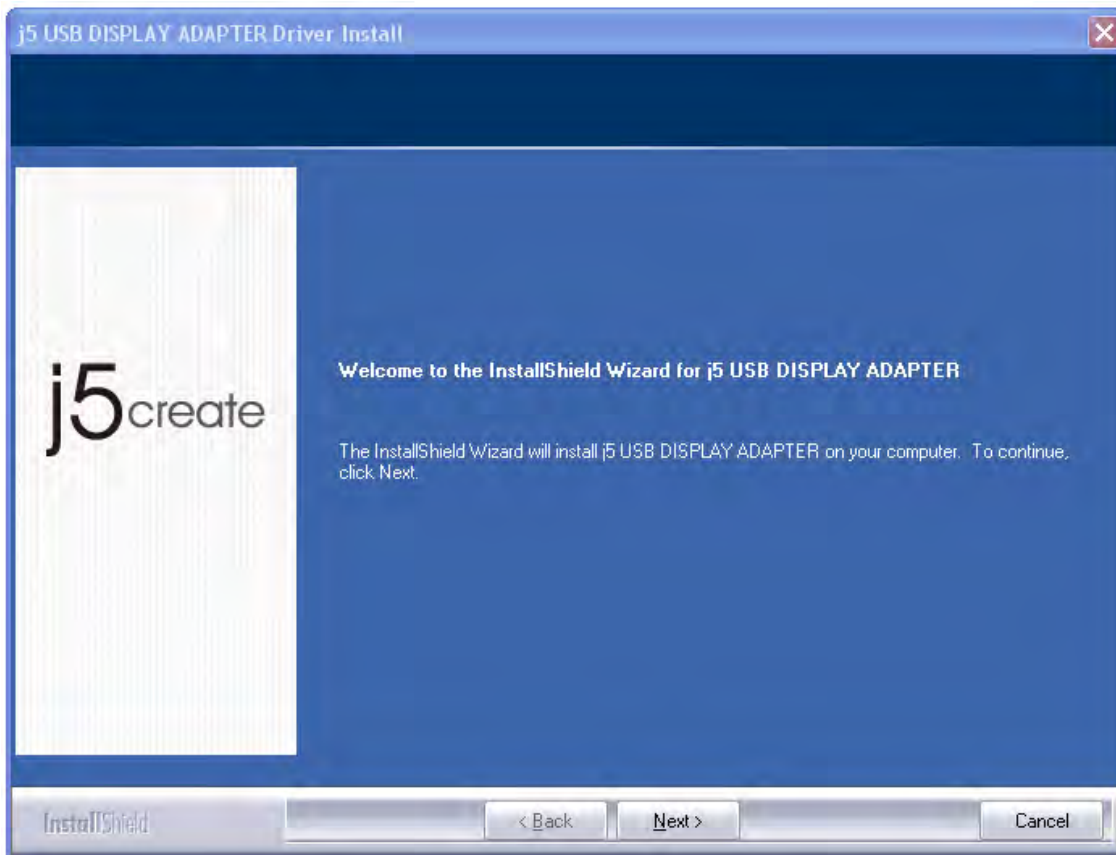 j5 USB DISPLAY ADAPTER Driver Install
j5create
Welcome to the InstallShield Wizard for j5 USB DISPLAY ADAPTER
The InstallShield Wizard will install j5 USB DISPLAY ADAPTER on your computer. To continue,
click Next.
InstallShield
< Back
Next >
Cancel